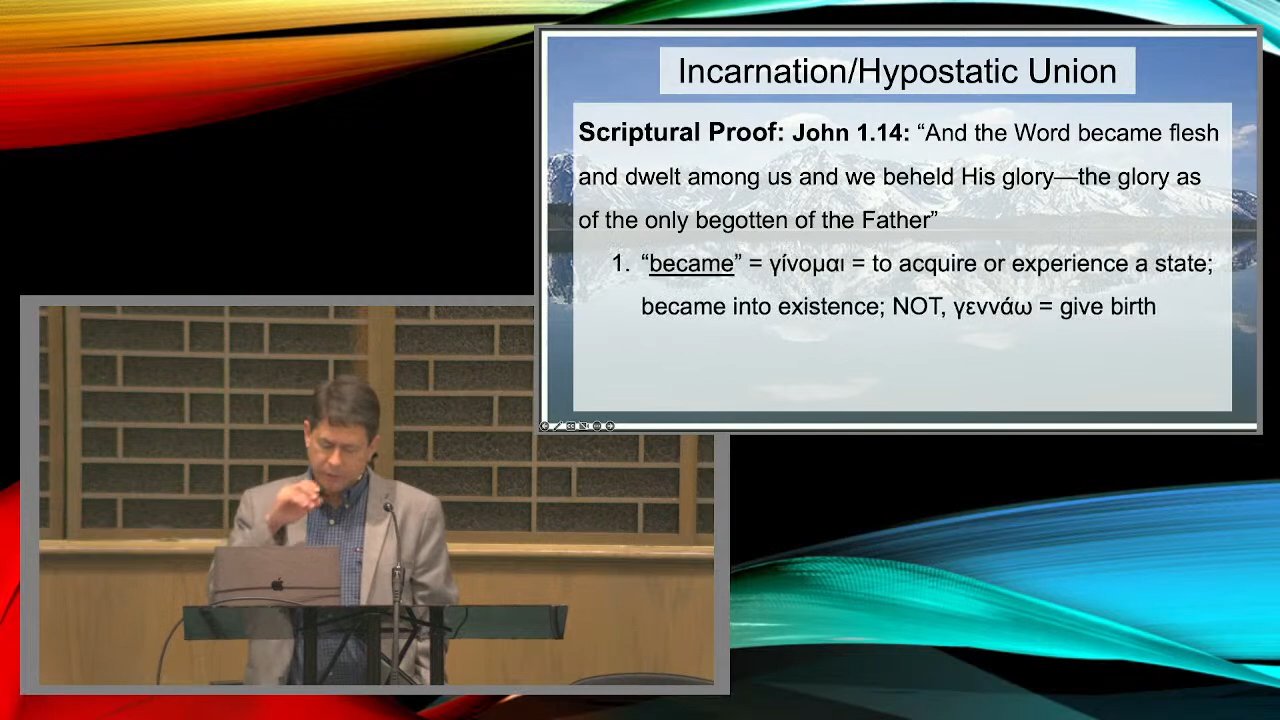 Incarnation/Hypostatic Union
Scriptural Proof: John 1.14: “And the Word became flesh
and dwelt among us and we beheld His glory—the glory as
of the only begotten of the Father”
1. “became” = γίνομαι = to acquire or experience a state;
became into existence; NOT, γεννάω = give birth